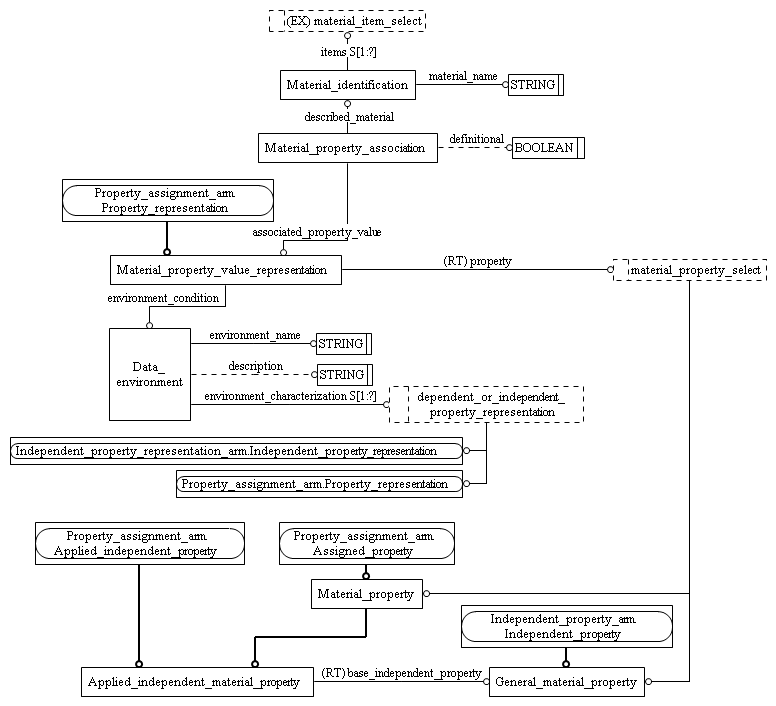 (EX) material_item_select
items S[1:?]
Material_identification
material_name
STRING
described_material
Material_property_association
definitional
BOOLEAN
Property_assignment_arm.
Property_representation
associated_property_value
Material_property_value_representation
(RT) property
material_property_select
environment_condition
Data_
environment
environment_name
STRING
description
STRING
environment_characterization S[1:?]
dependent_or_independent_
property_representation
Independent_property_representation_arm.Independent_property_representation
Property_assignment_arm.Property_representation
Property_assignment_arm.
Applied_independent_property
Property_assignment_arm.
Assigned_property
Material_property
Independent_property_arm.
Independent_property
Applied_independent_material_property
(RT) base_independent_property
General_material_property